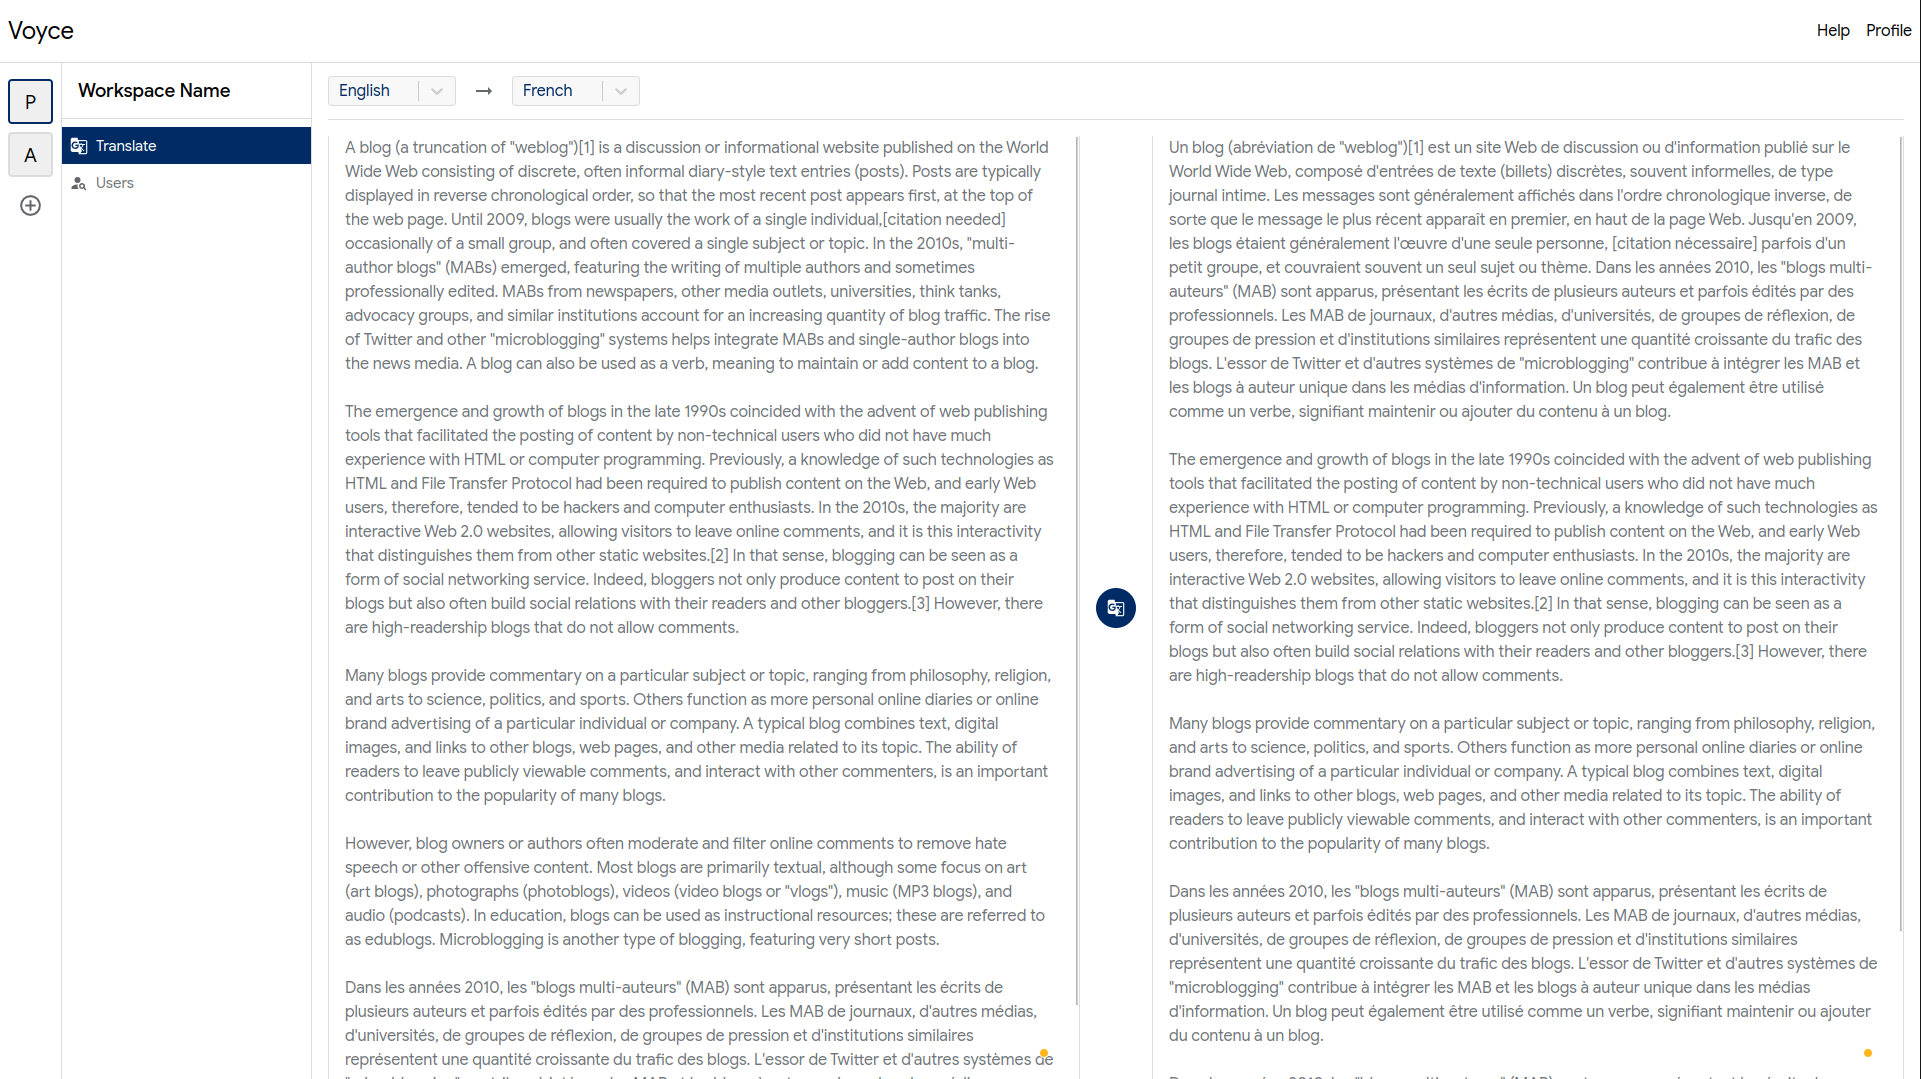 Voyce
Help
Profile
P
A
Workspace Name
Translate
Users
English
French
A blog (a truncation of "weblog")[1] is a discussion or informational website published on the World
Wide Web consisting of discrete, often informal diary-style text entries (posts). Posts are typically
displayed in reverse chronological order, so that the most recent post appears first, at the top of
the web page. Until 2009, blogs were usually the work of a single individual,[citation needed]
occasionally of a small group, and often covered a single subject or topic. In the 2010s, "multi-
author blogs" (MABs) emerged, featuring the writing of multiple authors and sometimes
professionally edited. MABs from newspapers, other media outlets, universities, think tanks,
advocacy groups, and similar institutions account for an increasing quantity of blog traffic. The rise
of Twitter and other "microblogging" systems helps integrate MABs and single-author blogs into
the news media. A blog can also be used as a verb, meaning to maintain or add content to a blog.
The emergence and growth of blogs in the late 1990s coincided with the advent of web publishing
tools that facilitated the posting of content by non-technical users who did not have much
experience with HTML or computer programming. Previously, a knowledge of such technologies as
HTML and File Transfer Protocol had been required to publish content on the Web, and early Web
users, therefore, tended to be hackers and computer enthusiasts. In the 2010s, the majority are
interactive Web 2.0 websites, allowing visitors to leave online comments, and it is this interactivity
that distinguishes them from other static websites.[2] In that sense, blogging can be seen as a
form of social networking service. Indeed, bloggers not only produce content to post on their
blogs but also often build social relations with their readers and other bloggers.[3] However, there
are high-readership blogs that do not allow comments.
Many blogs provide commentary on a particular subject or topic, ranging from philosophy, religion,
and arts to science, politics, and sports. Others function as more personal online diaries or online
brand advertising of a particular individual or company. A typical blog combines text, digital
images, and links to other blogs, web pages, and other media related to its topic. The ability of
readers to leave publicly viewable comments, and interact with other commenters, is an important
contribution to the popularity of many blogs.
However, blog owners or authors often moderate and filter online comments to remove hate
speech or other offensive content. Most blogs are primarily textual, although some focus on art
(art blogs), photographs (photoblogs), videos (video blogs or "vlogs"), music (MP3 blogs), and
audio (podcasts). In education, blogs can be used as instructional resources; these are referred to
as edublogs. Microblogging is another type of blogging, featuring very short posts.
Dans les années 2010, les "blogs multi-auteurs" (MAB) sont apparus, présentant les écrits de
plusieurs auteurs et parfois édités par des professionnels. Les MAB de journaux, d'autres médias,
d'universités, de groupes de réflexion, de groupes de pression et d'institutions similaires
représentent une quantité croissante du trafic des blogs. L'essor de Twitter et d'autres systèmes de
Un blog (abréviation de "weblog")[1] est un site Web de discussion ou d'information publié sur le
World Wide Web, composé d'entrées de texte (billets) discrètes, souvent informelles, de type
journal intime. Les messages sont généralement affichés dans l'ordre chronologique inverse, de
sorte que le message le plus récent apparaît en premier, en haut de la page Web. Jusqu'en 2009,
les blogs étaient généralement l'œuvre d'une seule personne, [citation nécessaire] parfois d'un
petit groupe, et couvraient souvent un seul sujet ou thème. Dans les années 2010, les "blogs multi-
auteurs" (MAB) sont apparus, présentant les écrits de plusieurs auteurs et parfois édités par des
professionnels. Les MAB de journaux, d'autres médias, d'universités, de groupes de réflexion, de
groupes de pression et d'institutions similaires représentent une quantité croissante du trafic des
blogs. L'essor de Twitter et d'autres systèmes de "microblogging" contribue à intégrer les MAB et
les blogs à auteur unique dans les médias d'information. Un blog peut également être utilisé
comme un verbe, signifiant maintenir ou ajouter du contenu à un blog.
The emergence and growth of blogs in the late 1990s coincided with the advent of web publishing
tools that facilitated the posting of content by non-technical users who did not have much
experience with HTML or computer programming. Previously, a knowledge of such technologies as
HTML and File Transfer Protocol had been required to publish content on the Web, and early Web
users, therefore, tended to be hackers and computer enthusiasts. In the 2010s, the majority are
interactive Web 2.0 websites, allowing visitors to leave online comments, and it is this interactivity
that distinguishes them from other static websites.[2] In that sense, blogging can be seen as a
form of social networking service. Indeed, bloggers not only produce content to post on their
blogs but also often build social relations with their readers and other bloggers.[3] However, there
are high-readership blogs that do not allow comments.
Many blogs provide commentary on a particular subject or topic, ranging from philosophy, religion,
and arts to science, politics, and sports. Others function as more personal online diaries or online
brand advertising of a particular individual or company. A typical blog combines text, digital
images, and links to other blogs, web pages, and other media related to its topic. The ability of
readers to leave publicly viewable comments, and interact with other commenters, is an important
contribution to the popularity of many blogs.
Dans les années 2010, les "blogs multi-auteurs" (MAB) sont apparus, présentant les écrits de
plusieurs auteurs et parfois édités par des professionnels. Les MAB de journaux, d'autres médias,
d'universités, de groupes de réflexion, de groupes de pression et d'institutions similaires
représentent une quantité croissante du trafic des blogs. L'essor de Twitter et d'autres systèmes de
"microblogging" contribue à intégrer les MAB et les blogs à auteur unique dans les médias
d'information. Un blog peut également être utilisé comme un verbe, signifiant maintenir ou ajouter
du contenu à un blog.